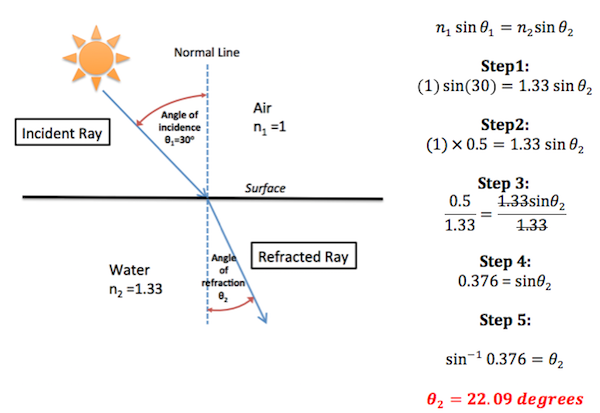 Normal Line
Angle of
incidence
θ₁=30°
Air
n₁ =1
Incident Ray
Surface
Water
n₂ =1.33
Angle
of
refraction
θ₂
Refracted Ray
n₁ sin θ₁ = n₂sin θ₂
Step1:
(1) sin(30) = 1.33 sin θ₂
Step2:
(1) × 0.5 = 1.33 sin θ₂
Step 3:
0.5/1.33 = 1.33sinθ₂/1.33
Step 4:
0.376 = sinθ₂
Step 5:
sin⁻¹ 0.376 = θ₂
θ₂ = 22.09 degrees